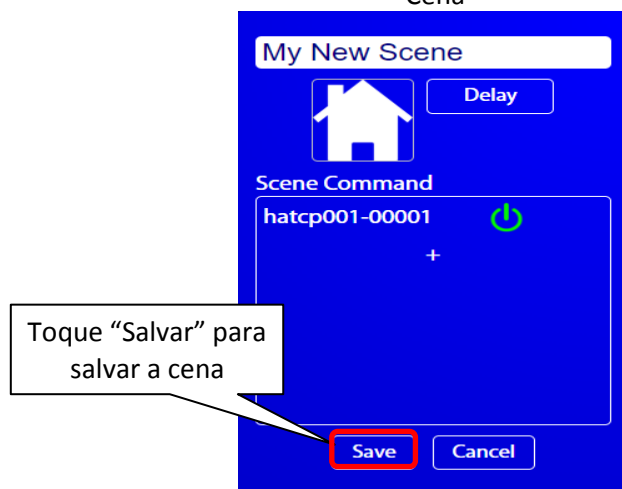 Cena
My New Scene
Delay
Scene Command
hatcp001-00001
+
Toque “Salvar” para
salvar a cena
Save
Cancel